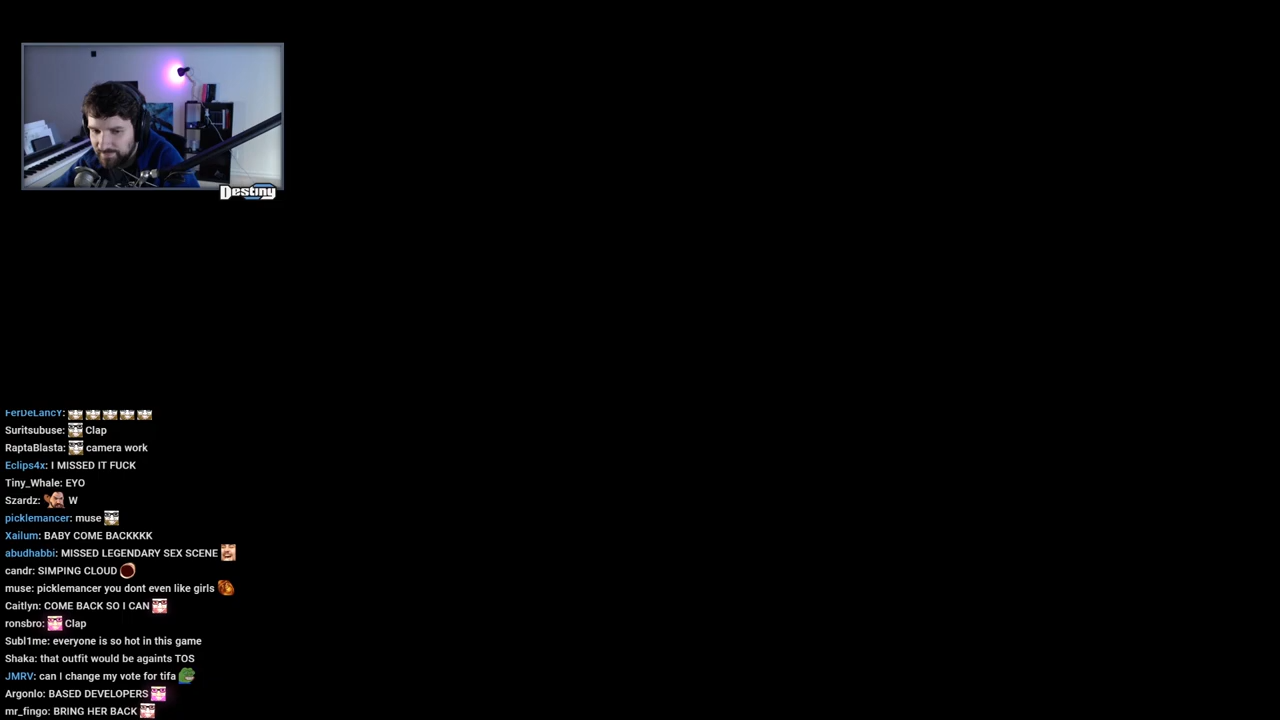 Destiny
FerDeLancY:
Suritsubuse: Clap
RaptaBlasta: camera work
Eclips4x: I MISSED IT FUCK
Tiny_Whale: EYO
Szardz: W
picklemancer: muse
Xailum: BABY COME BACKKKK
abudhabbi: MISSED LEGENDARY SEX SCENE
candr: SIMPING CLOUD
muse: picklemancer you dont even like girls
Caitlyn: COME BACK SO I CAN
ronsbro: Clap
Subl1me: everyone is so hot in this game
Shaka: that outfit would be againts TOS
JMRV: can I change my vote for tifa
Argonlo: BASED DEVELOPERS
mr_fingo: BRING HER BACK